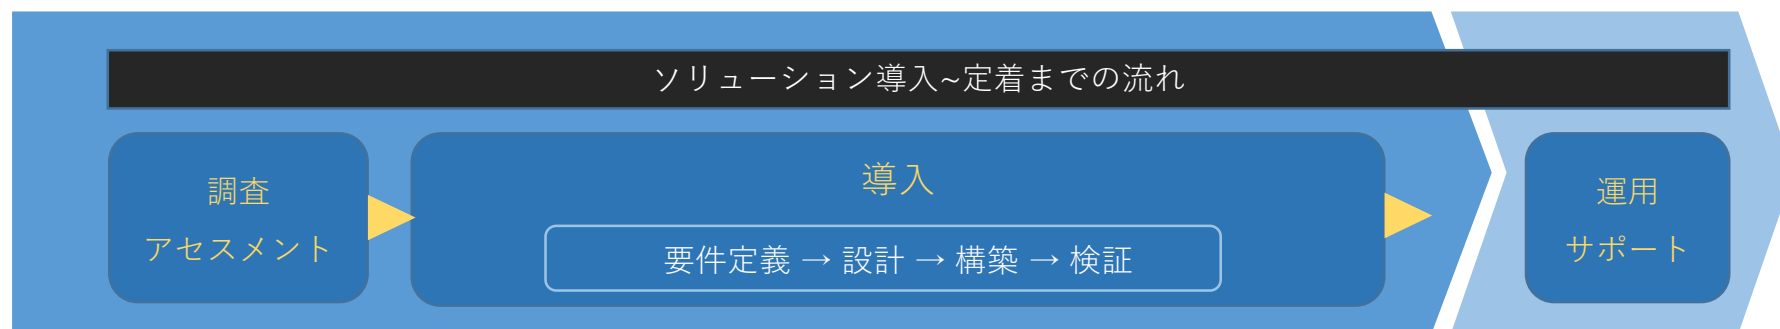 ソリューション導入~定着までの流れ
調査
アセスメント
導入
要件定義 → 設計 → 構築 → 検証
運用
サポート